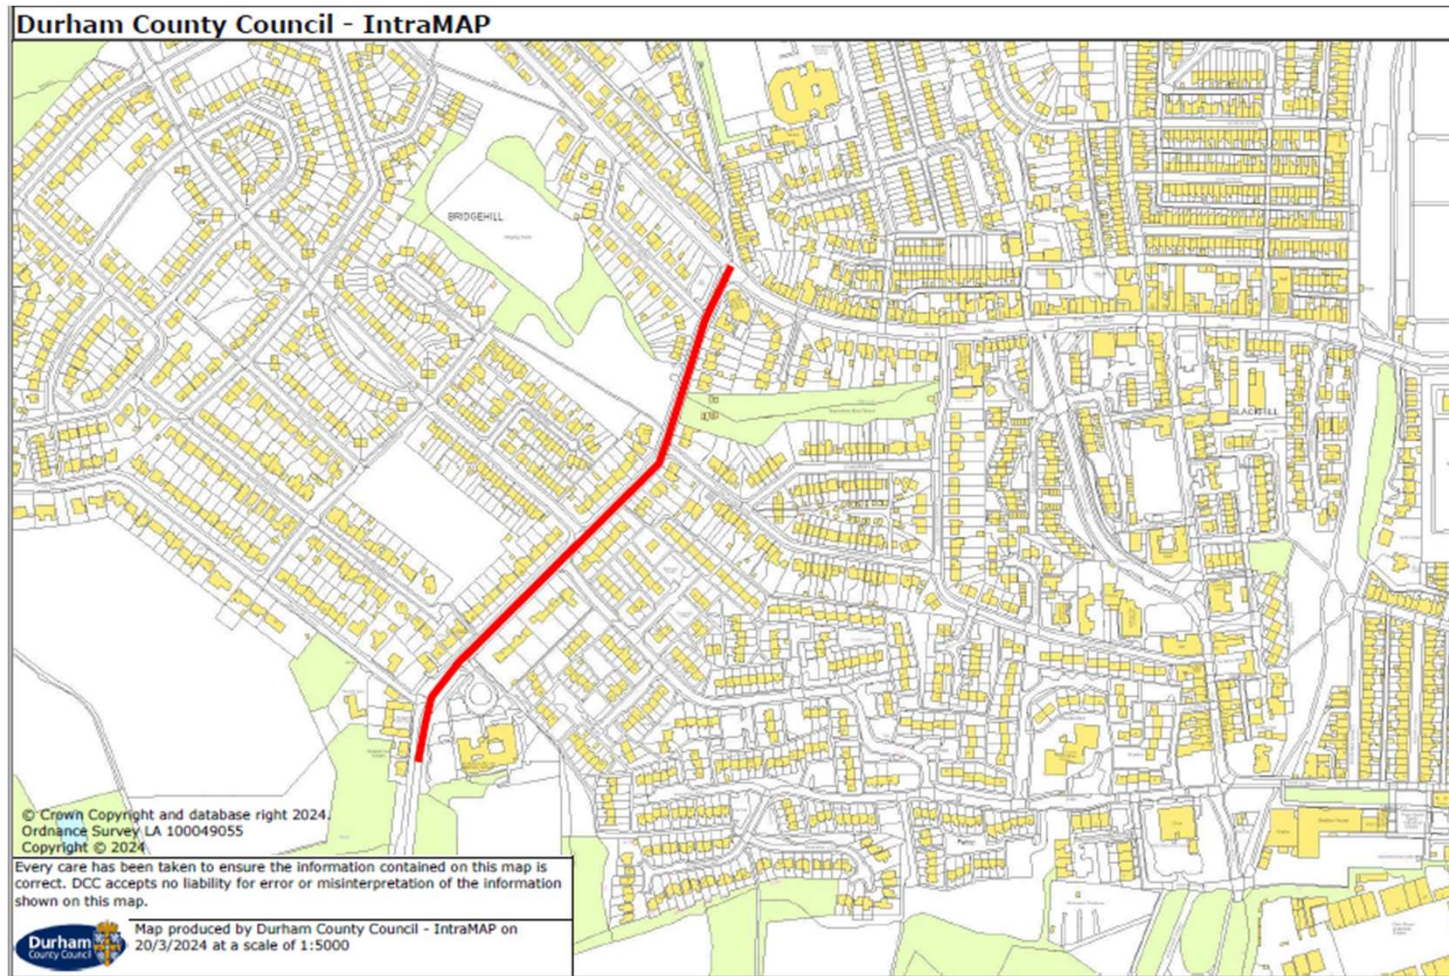 Durham County Council - IntraMAP
BRIDGEHILL
© Crown Copyright and database right 2024.
Ordnance Survey LA 100049055
Copyright © 2024
Every care has been taken to ensure the information contained on this map is
correct. DCC accepts no liability for error or misinterpretation of the information
shown on this map.
Durham
County Council
Map produced by Durham County Council - IntraMAP on
20/3/2024 at a scale of 1:5000